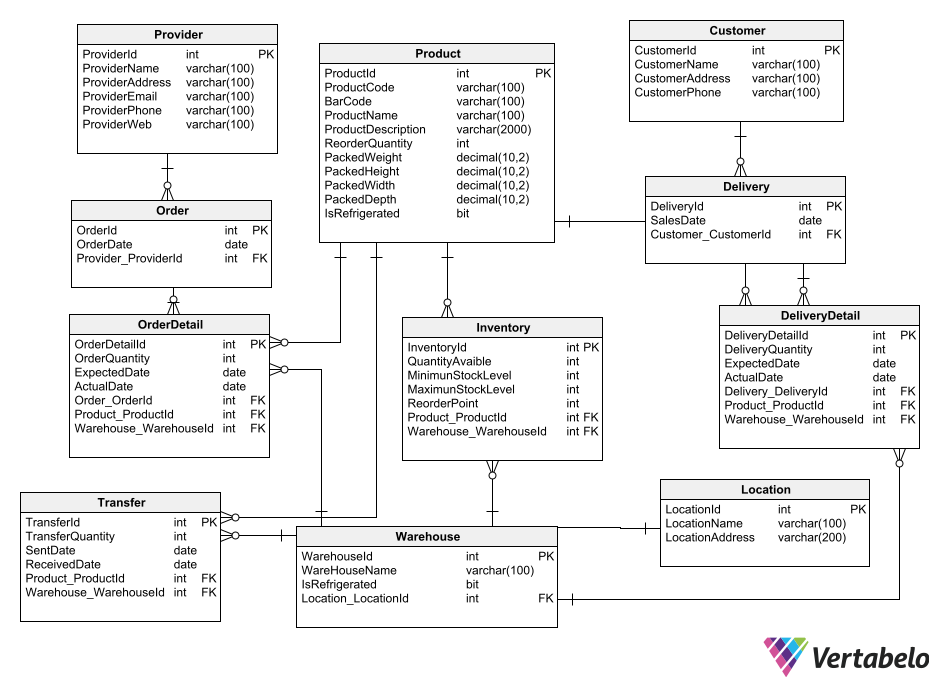 Provider
ProviderId int PK
ProviderName varchar(100)
ProviderAddress varchar(100)
ProviderEmail varchar(100)
ProviderPhone varchar(100)
ProviderWeb varchar(100)
Product
ProductId int PK
ProductCode varchar(100)
BarCode varchar(100)
ProductName varchar(100)
ProductDescription varchar(2000)
ReorderQuantity int
PackedWeight decimal(10,2)
PackedHeight decimal(10,2)
PackedWidth decimal(10,2)
PackedDepth decimal(10,2)
IsRefrigerated bit
Customer
CustomerId int PK
CustomerName varchar(100)
CustomerAddress varchar(100)
CustomerPhone varchar(100)
Order
OrderId int PK
OrderDate date
Provider_ProviderId int FK
Delivery
DeliveryId int PK
SalesDate date
Customer_CustomerId int FK
OrderDetail
OrderDetailId int PK
OrderQuantity int
ExpectedDate date
ActualDate date
Order_OrderId int FK
Product_ProductId int FK
Warehouse_WarehouseId int FK
Inventory
InventoryId int PK
QuantityAvaible int
MinimunStockLevel int
MaximunStockLevel int
ReorderPoint int
Product_ProductId int FK
Warehouse_WarehouseId int FK
DeliveryDetail
DeliveryDetailId int PK
DeliveryQuantity int
ExpectedDate date
ActualDate date
Delivery_DeliveryId int FK
Product_ProductId int FK
Warehouse_WarehouseId int FK
Transfer
TransferId int PK
TransferQuantity int
SentDate date
ReceivedDate date
Product_ProductId int FK
Warehouse_WarehouseId int FK
Warehouse
WarehouseId int PK
WareHouseName varchar(100)
IsRefrigerated bit
Location_LocationId int FK
Location
LocationId int PK
LocationName varchar(100)
LocationAddress varchar(200)
Vertabelo